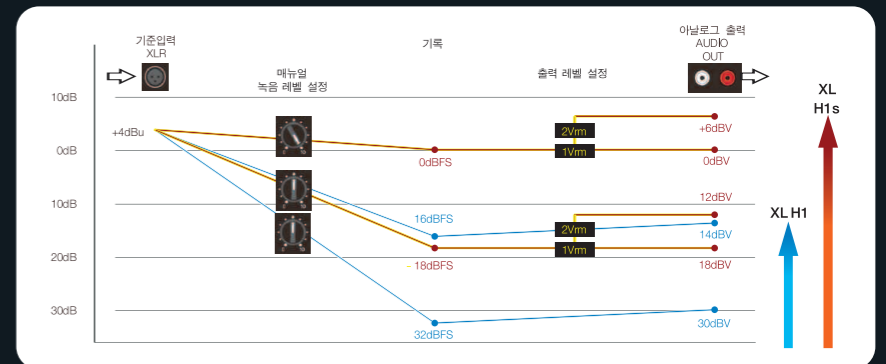 기준입력
XLR
기록
아날로그 출력
AUDIO
OUT
매뉴얼
녹음 레벨 설정
출력 레벨 설정
XL
H1s
10dB
+4dBu
2Vrm
+6dBV
0dB
1Vrm
0dBFS
0dBV
12dBV
10dB
16dBFS
XL H1
2Vrm
14dBV
1Vrm
20dB
- 18dBFS
18dBV
30dB
30dBV
32dBFS